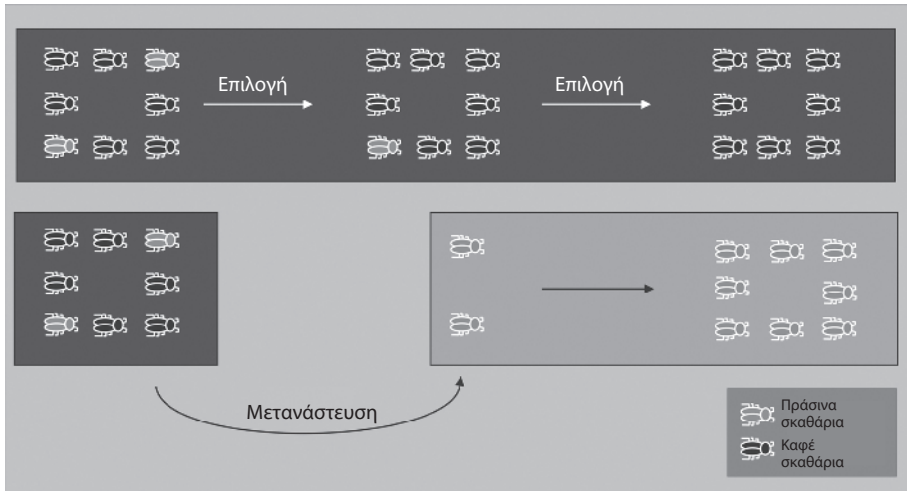 Επιλογή
Επιλογή
Μετανάστευση
Πράσινα
σκαθάρια
Καφέ
σκαθάρια